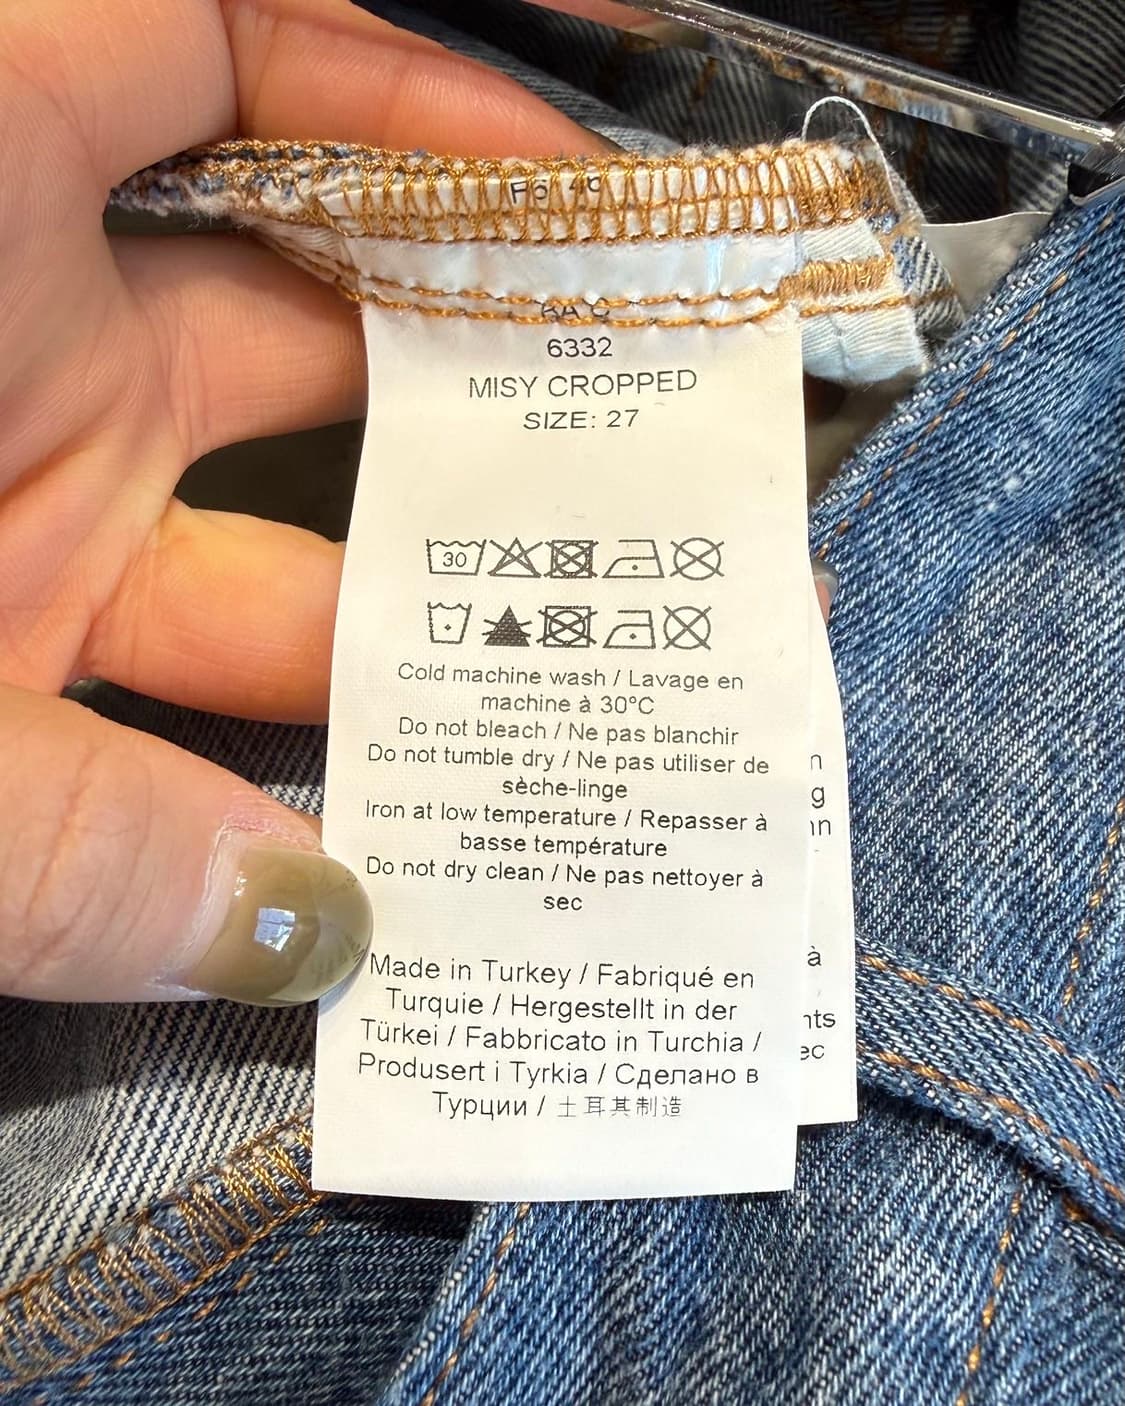 6332
MISY CROPPED
SIZE: 27
30
Cold machine wash / Lavage en
machine à 30°C
Do not bleach / Ne pas blanchir
Do not tumble dry / Ne pas utiliser de
sèche-linge
Iron at low temperature / Repasser à
basse température
Do not dry clean / Ne pas nettoyer à
sec
Made in Turkey / Fabriqué en
Turquie / Hergestellt in der
Türkei / Fabbricato in Turchia /
Produsert i Tyrkia / Сделано в
Турции / 土耳其制造